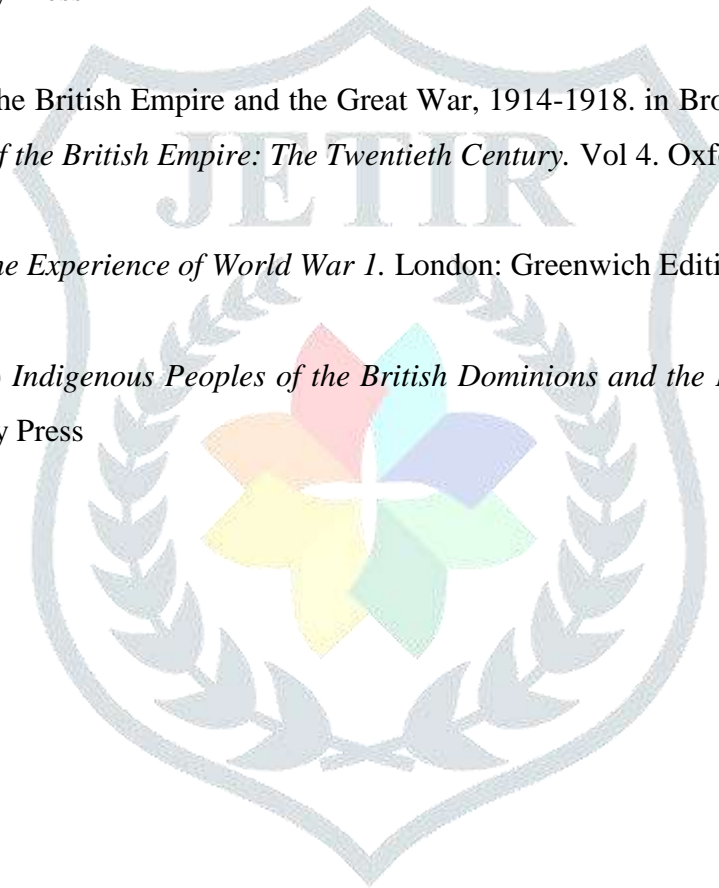 he British Empire and the Great War, 1914-1918. in Bro
f the British Empire: The Twentieth Century. Vol 4. Oxf
JETIR
he Experience of World War 1. London: Greenwich Editi
Indigenous Peoples of the British Dominions and the
y Press